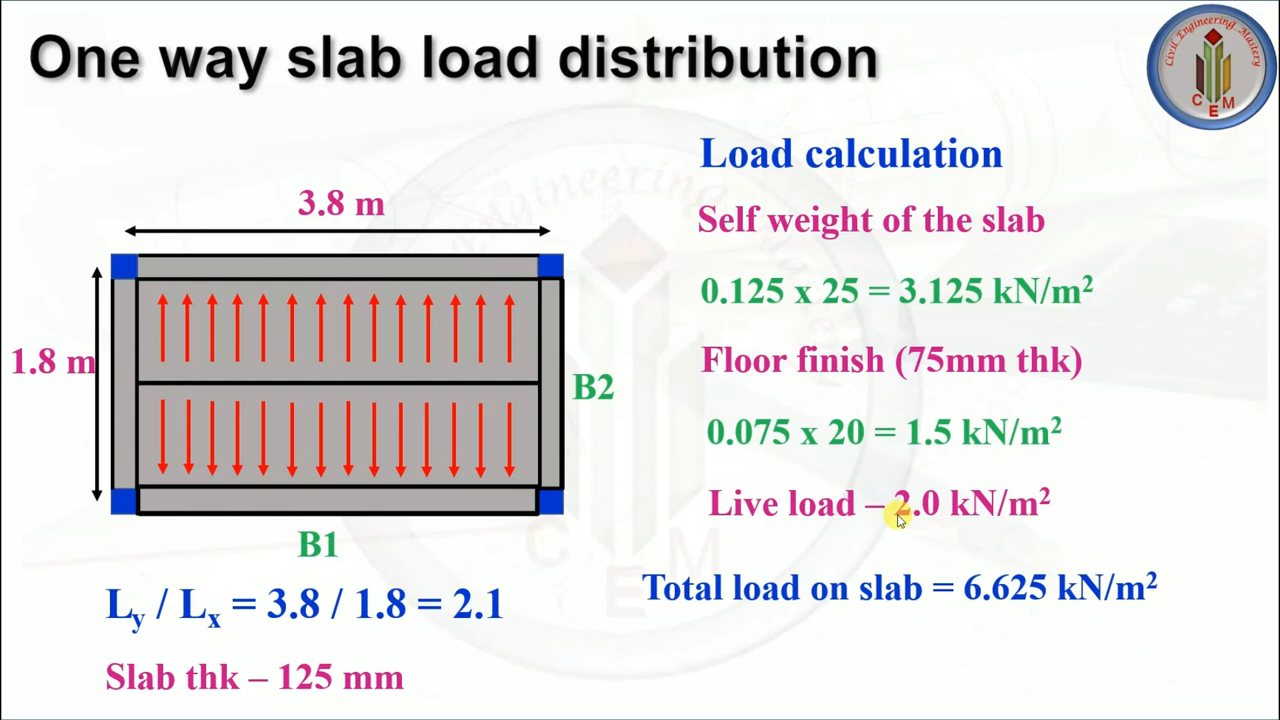 One way slab load distribution
Civil Engineering Mastery
C E M
Load calculation
3.8 m
Self weight of the slab
0.125 x 25 = 3.125 kN/m²
1.8 m
Floor finish (75mm thk)
B2
0.075 x 20 = 1.5 kN/m²
Live load – 2.0 kN/m²
B1
Total load on slab = 6.625 kN/m²
Ly / Lx = 3.8 / 1.8 = 2.1
Slab thk – 125 mm